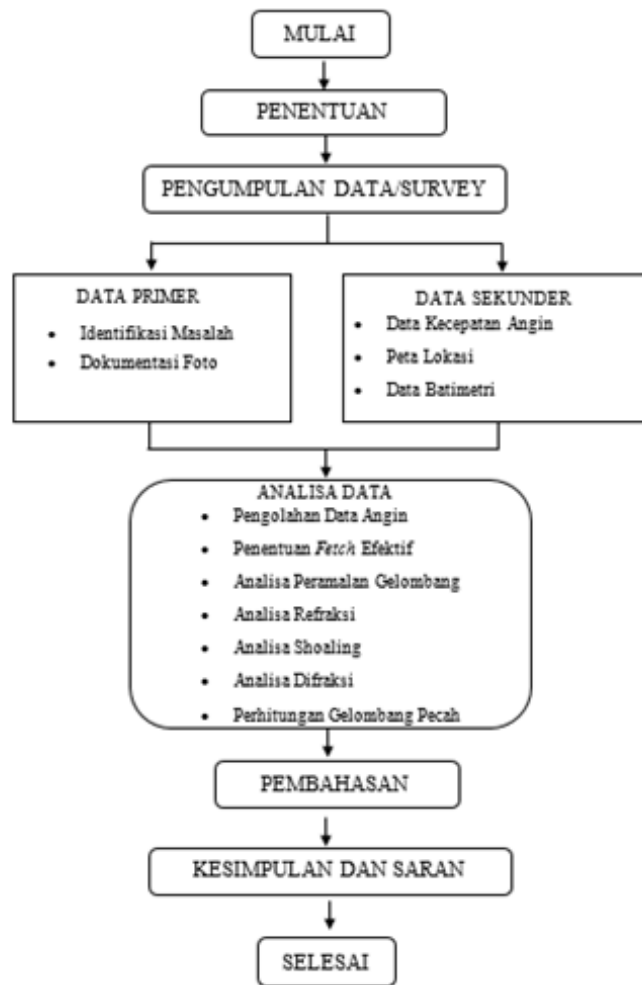 MULAI
PENENTUAN
PENGUMPULAN DATA/SURVEY
DATA PRIMER
• Identifikasi Masalah
• Dokumentasi Foto
DATA SEKUNDER
• Data Kecepatan Angin
• Peta Lokasi
• Data Batimetri
ANALISA DATA
• Pengolahan Data Angin
• Penentuan Fetch Efektif
• Analisa Peramalan Gelombang
• Analisa Refraksi
• Analisa Shoaling
• Analisa Difraksi
• Perhitungan Gelombang Pecah
PEMBAHASAN
KESIMPULAN DAN SARAN
SELESAI